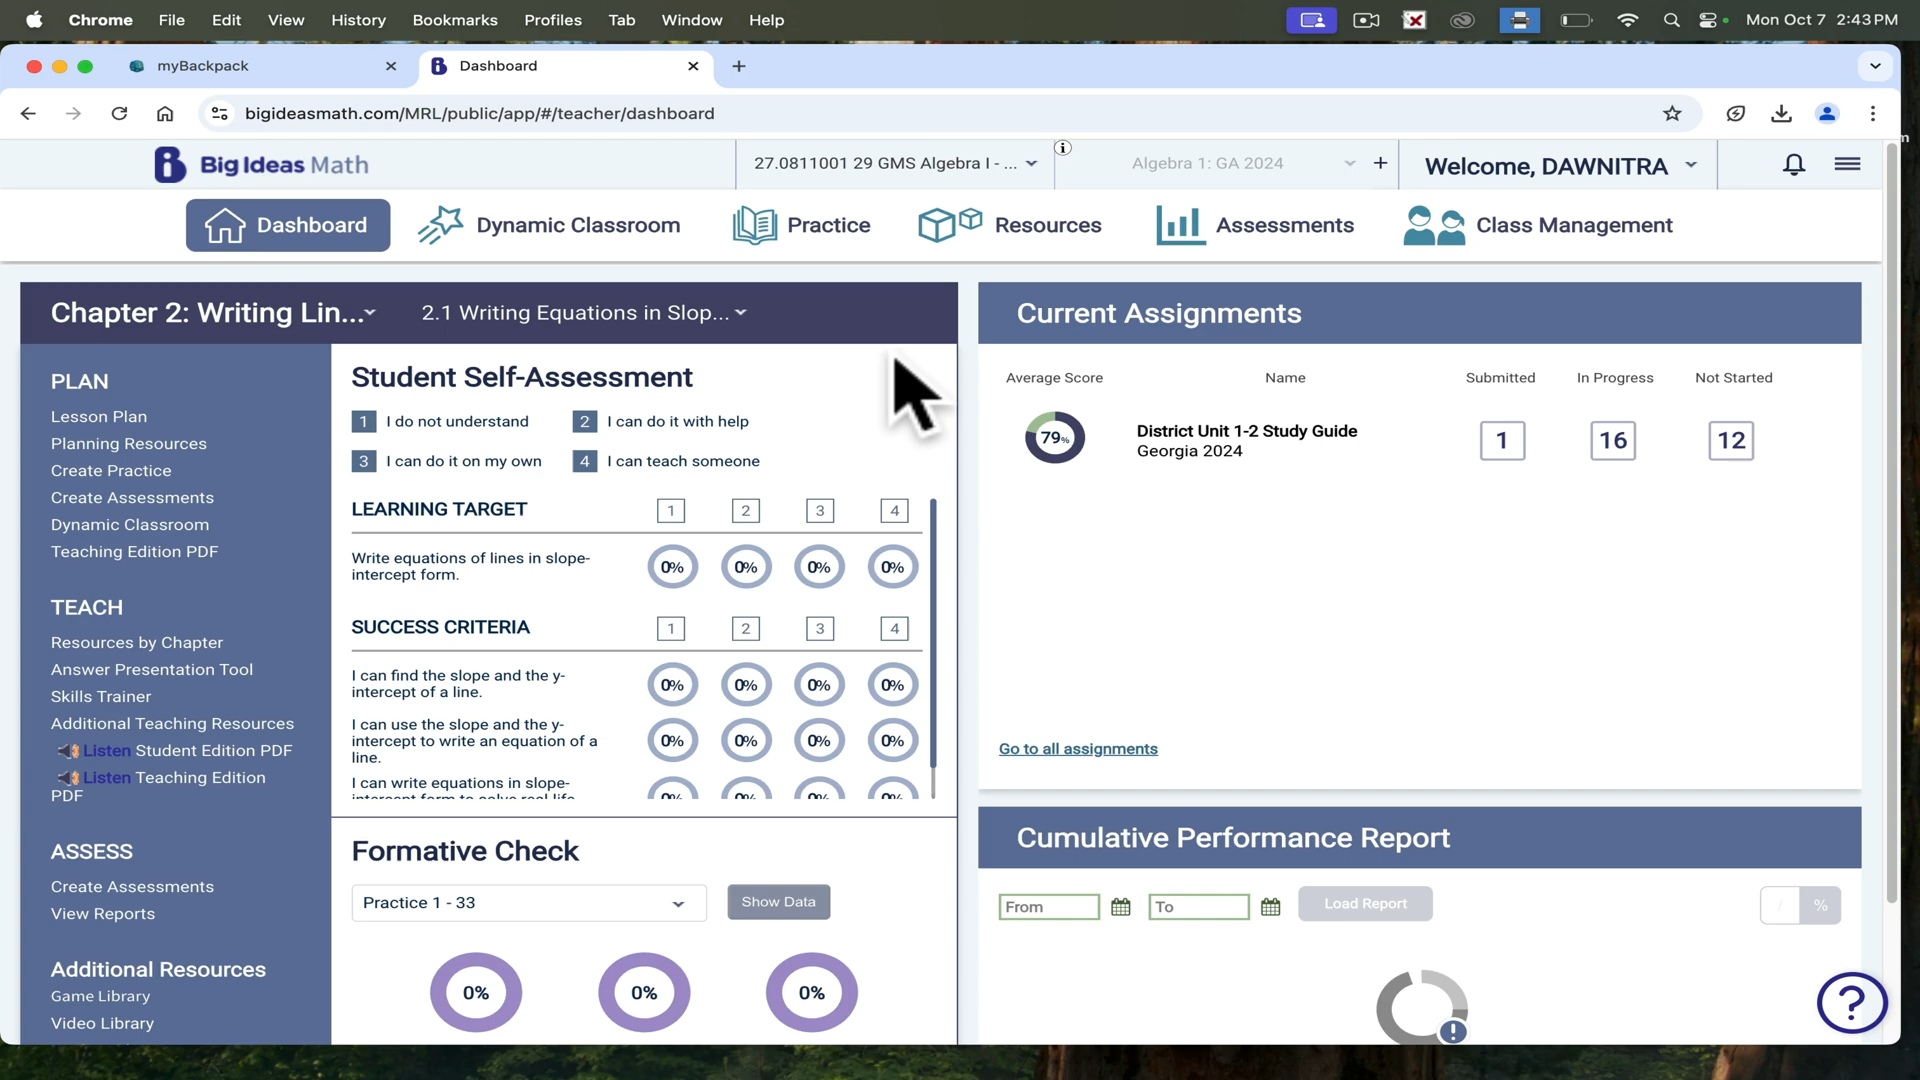 Chrome File Edit View History Bookmarks Profiles Tab Window Help Mon Oct 7 2:43 PM
myBackpack Dashboard
bigideasmath.com/MRL/public/app/#/teacher/dashboard
Big Ideas Math 27.0811001 29 GMS Algebra I - ... Algebra 1: GA 2024 Welcome, DAWNITRA
Dashboard Dynamic Classroom Practice Resources Assessments Class Management
Chapter 2: Writing Lin... 2.1 Writing Equations in Slop...
PLAN
Lesson Plan
Planning Resources
Create Practice
Create Assessments
Dynamic Classroom
Teaching Edition PDF
TEACH
Resources by Chapter
Answer Presentation Tool
Skills Trainer
Additional Teaching Resources
Listen Student Edition PDF
Listen Teaching Edition
PDF
ASSESS
Create Assessments
View Reports
Additional Resources
Game Library
Video Library
Student Self-Assessment
1 I do not understand 2 I can do it with help
3 I can do it on my own 4 I can teach someone
LEARNING TARGET 1 2 3 4
Write equations of lines in slope-
intercept form.
0% 0% 0% 0%
SUCCESS CRITERIA 1 2 3 4
I can find the slope and the y-
intercept of a line.
0% 0% 0% 0%
I can use the slope and the y-
intercept to write an equation of a
line.
0% 0% 0% 0%
I can write equations in slope-
intercept form to solve real-life
0% 0% 0% 0%
Formative Check
Practice 1 - 33 Show Data
0% 0% 0%
Current Assignments
Average Score Name Submitted In Progress Not Started
79% District Unit 1-2 Study Guide 1 16 12
Georgia 2024
Go to all assignments
Cumulative Performance Report
From To Load Report / %
!
?